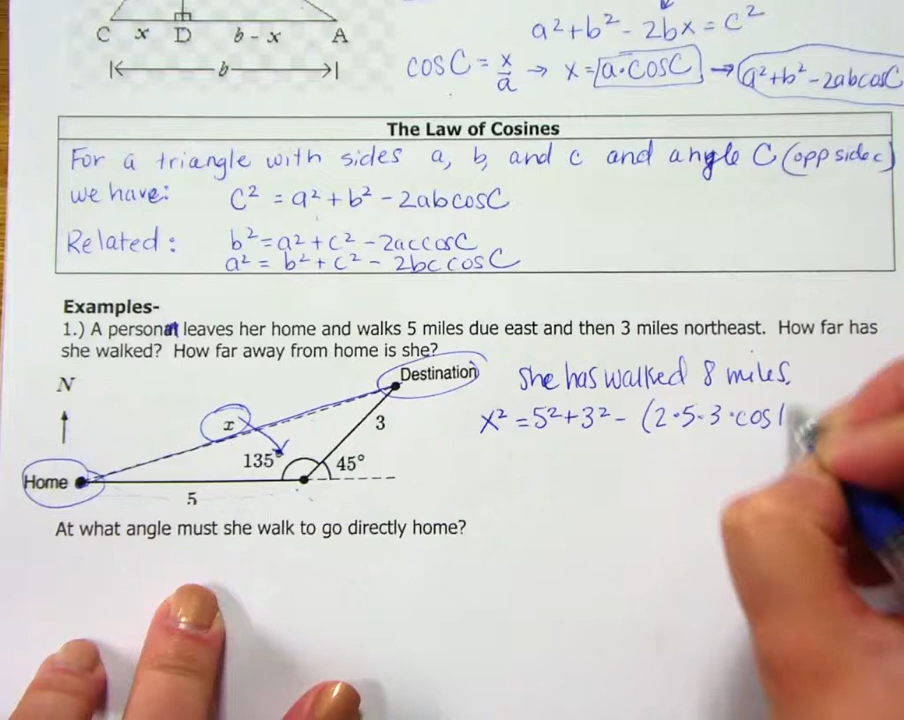 C x D b - x A
|← b →|
a² + b² - 2bx = c²
cos C = x/a → x = a·cosC → a² + b² - 2abcosC
The Law of Cosines
For a triangle with sides a, b, and c and angle C (opp side c)
we have: C² = a² + b² - 2abcosC
Related: b² = a² + c² - 2accosC
a² = b² + c² - 2bccosC
Examples-
1.) A person leaves her home and walks 5 miles due east and then 3 miles northeast. How far has
she walked? How far away from home is she?
N
Destination
she has walked 8 miles.
x² = 5² + 3² - (2·5·3·cos1
x
3
135°
45°
Home
5
At what angle must she walk to go directly home?